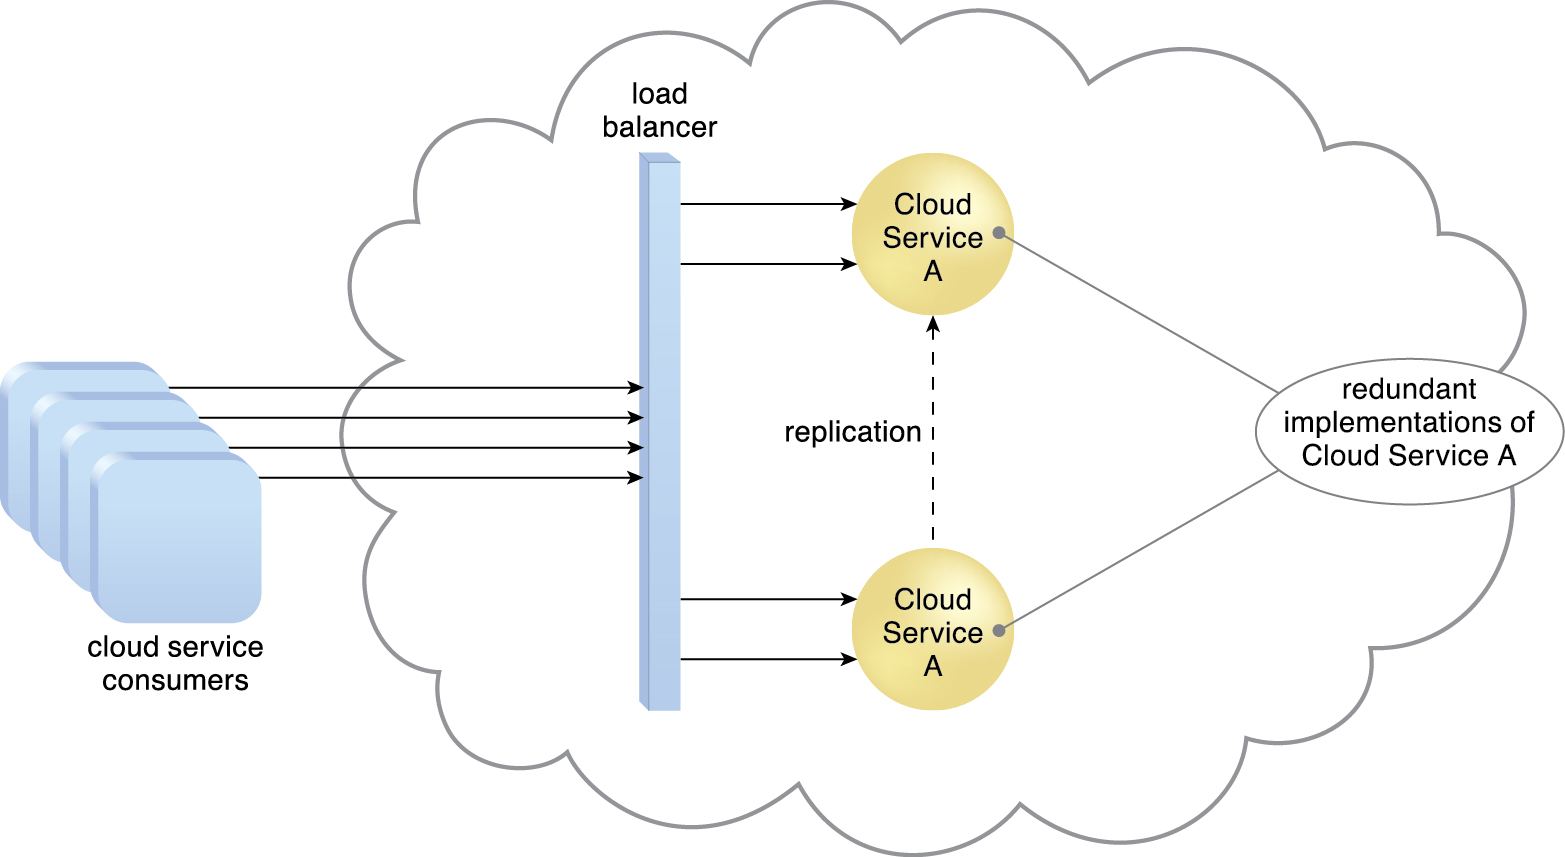 load
balancer
Cloud
Service
A
replication
redundant
implementations of
Cloud Service A
Cloud
Service
A
cloud service
consumers